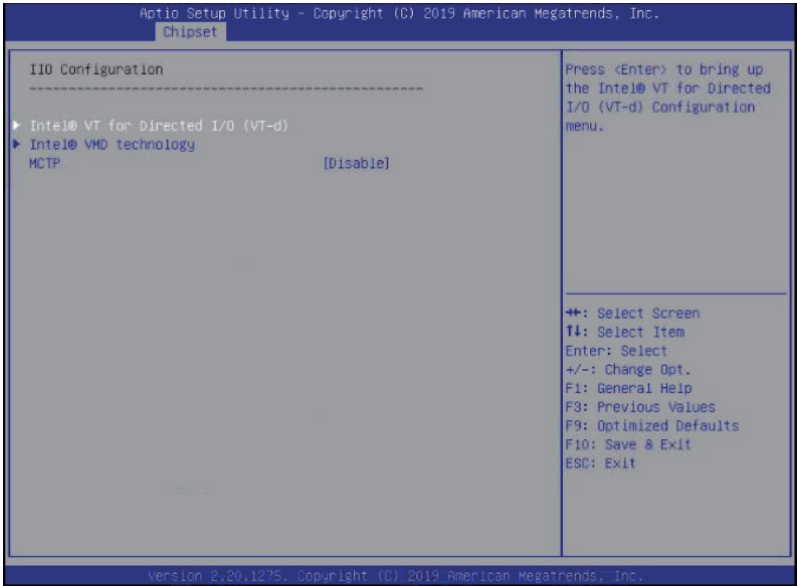 Aptio Setup Utility - Copyright (C) 2019 American Megatrends, Inc.
Chipset
IIO Configuration
--------------------------------------------------
Intel® VT for Directed I/O (VT-d)
Intel® VMD technology
MCTP [Disable]
Press <Enter> to bring up
the Intel® VT for Directed
I/O (VT-d) Configuration
menu.
→←: Select Screen
↑↓: Select Item
Enter: Select
+/-: Change Opt.
F1: General Help
F3: Previous Values
F9: Optimized Defaults
F10: Save & Exit
ESC: Exit
Version 2.20.1275. Copyright (C) 2019 American Megatrends, Inc.